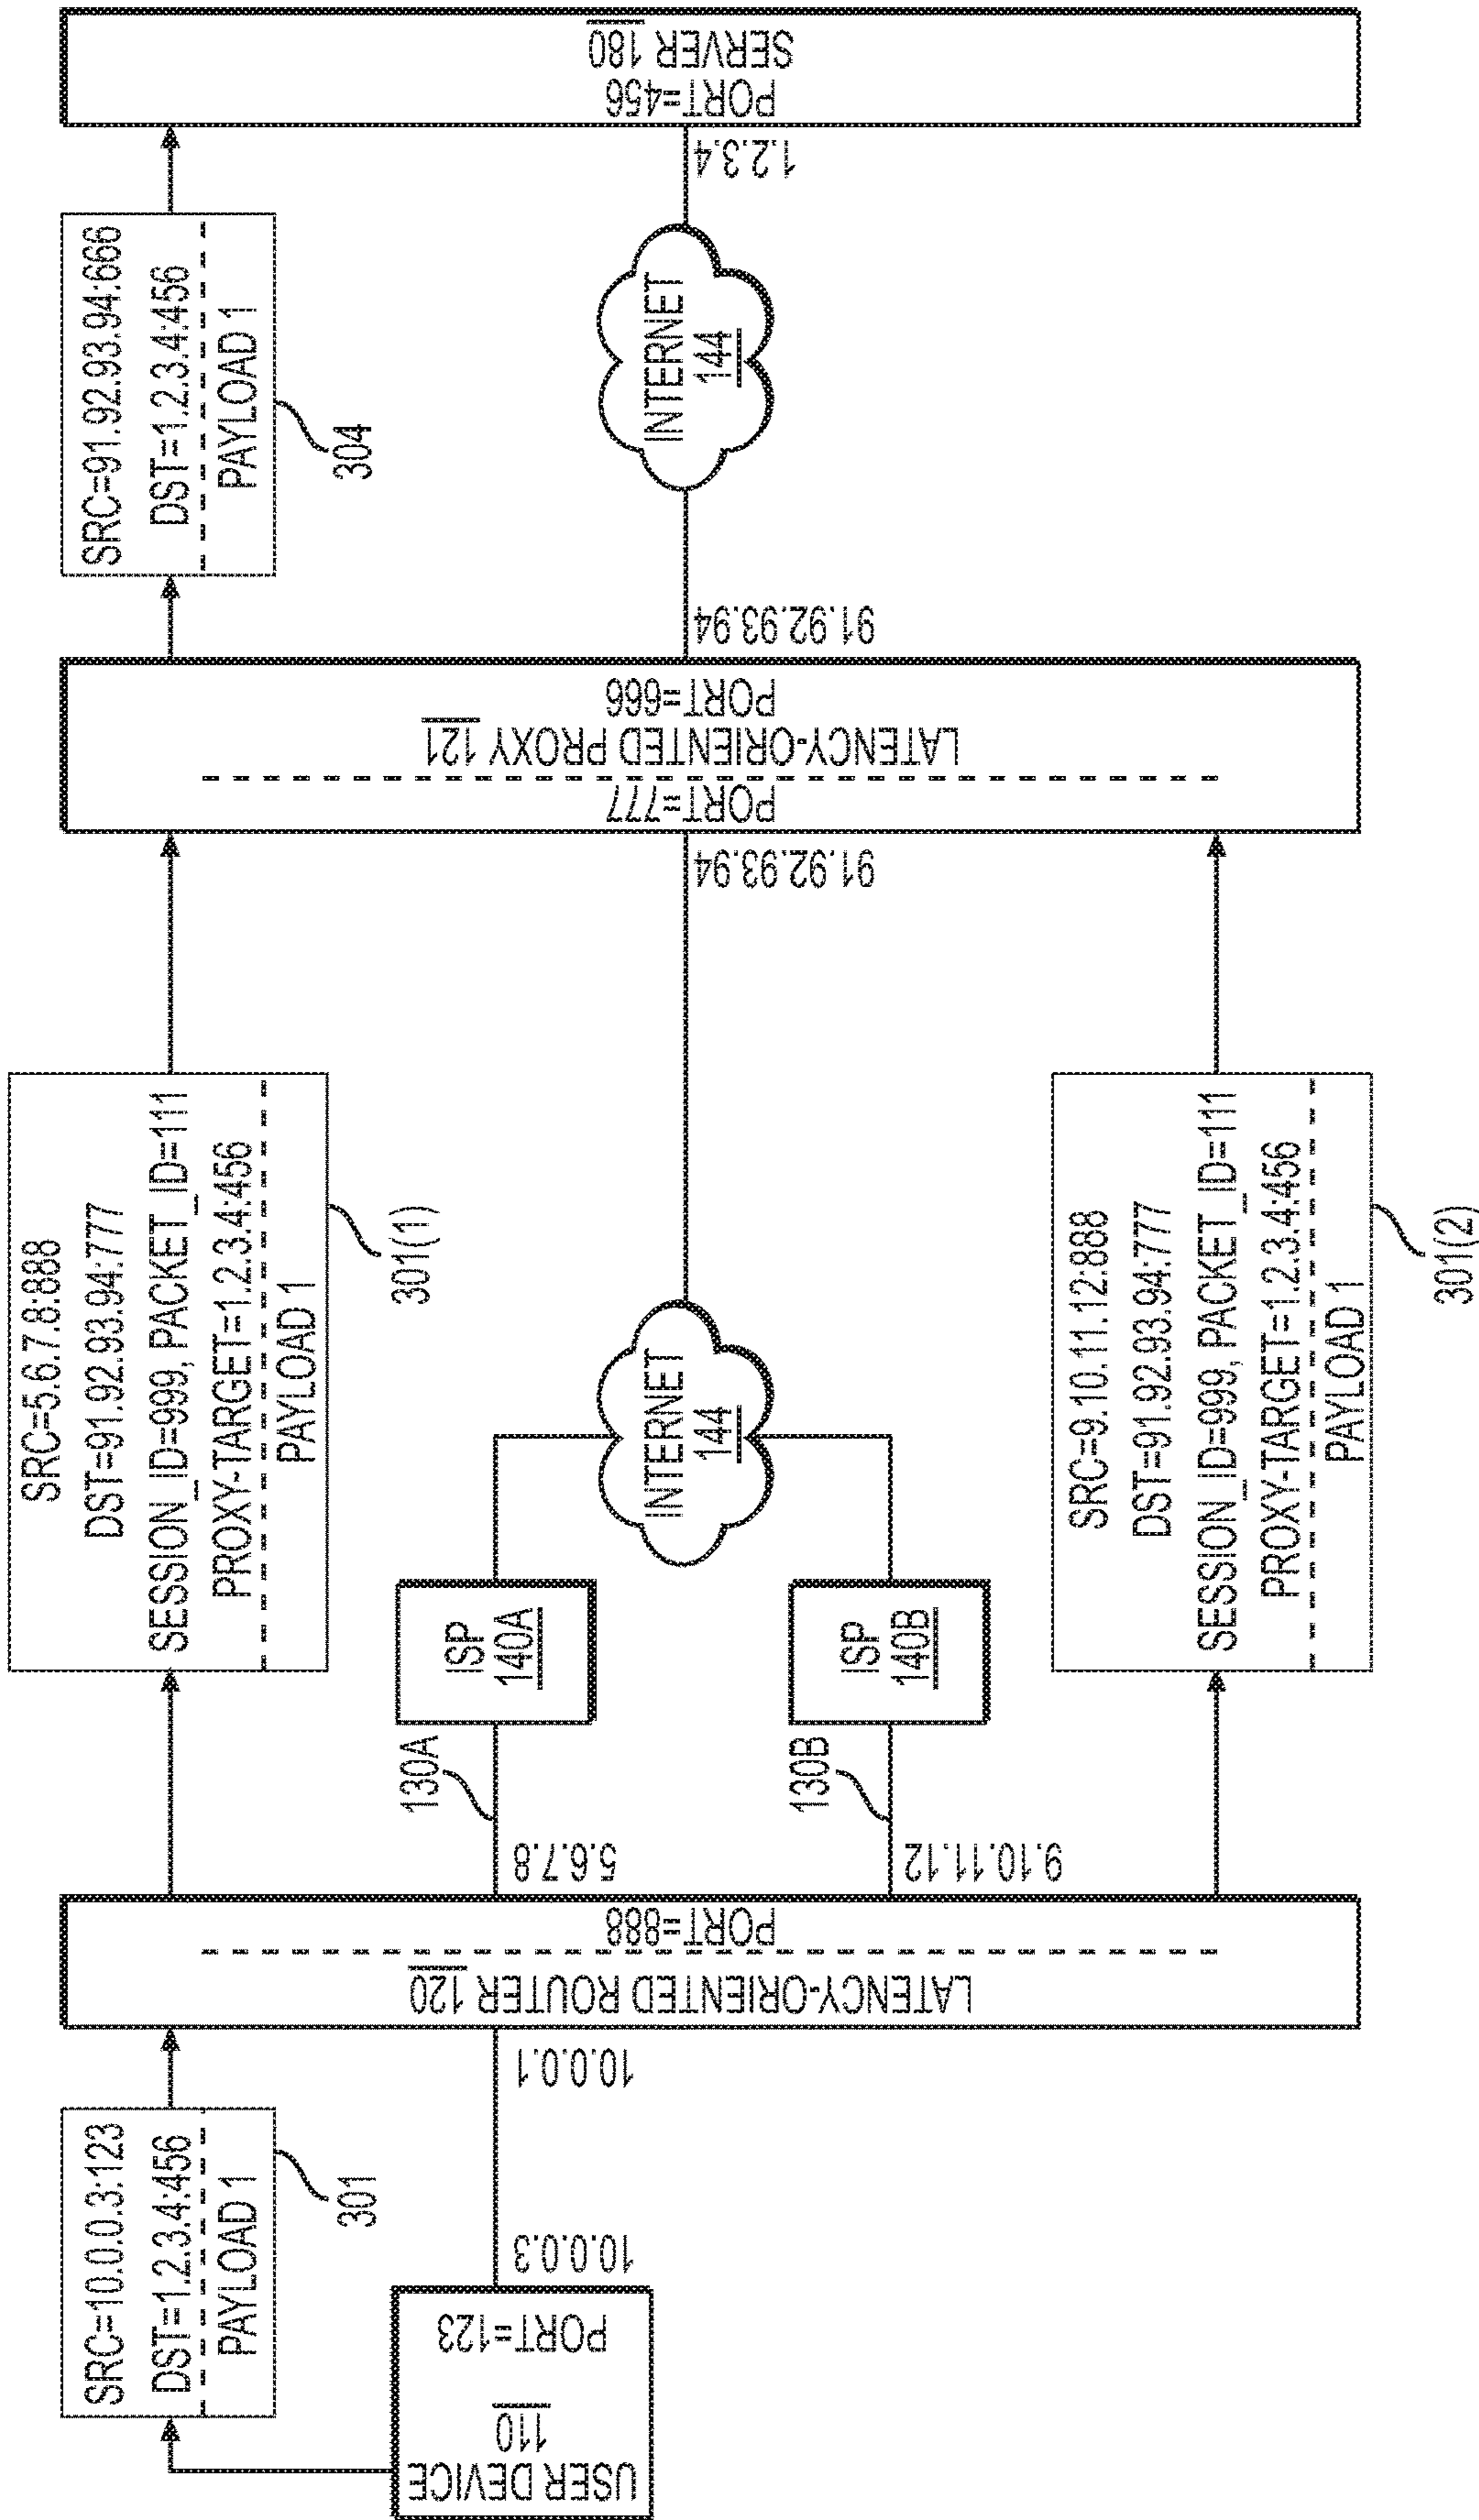 USER DEVICE
110
PORT=123
10.0.0.3
SRC=10.0.0.3:123
DST=1.2.3.4:456
PAYLOAD 1
301
10.0.0.1
LATENCY-ORIENTED ROUTER 120
PORT=888
5.6.7.8
130A
9.10.11.12
130B
ISP
140A
ISP
140B
SRC=5.6.7.8:888
DST=91.92.93.94:777
SESSION_ID=999, PACKET_ID=111
PROXY-TARGET=1.2.3.4:456
PAYLOAD 1
301(1)
INTERNET
144
SRC=9.10.11.12:888
DST=91.92.93.94:777
SESSION_ID=999, PACKET_ID=111
PROXY-TARGET=1.2.3.4:456
PAYLOAD 1
301(2)
91.92.93.94
PORT=777
LATENCY-ORIENTED PROXY 121
PORT=666
91.92.93.94
SRC=91.92.93.94:666
DST=1.2.3.4:456
PAYLOAD 1
304
INTERNET
144
1.2.3.4
PORT=456
SERVER 180